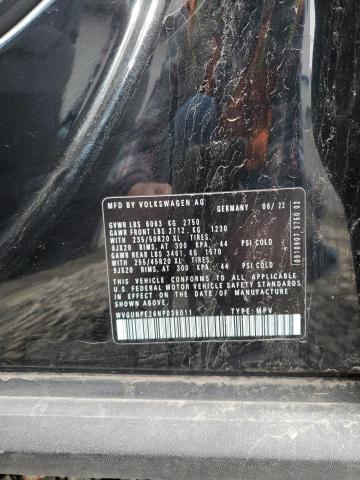 MFD BY VOLKSWAGEN AG GERMANY 06/22
GVWR LBS 6063 KG 2750
GAWR FRONT LBS 2712, KG 1230
WITH - 235/50R20 XL TIRES,
8JX20 RIMS, AT 300 KPA, 44 PSI COLD
GAWR REAR LBS 3461, KG 1570
WITH - 255/45R20 XL TIRES,
9JX20 RIMS, AT 300 KPA, 44 PSI COLD
THIS VEHICLE CONFORMS TO ALL APPLICABLE
U.S. FEDERAL MOTOR VEHICLE SAFETY STANDARDS
IN EFFECT ON THE DATE OF MANUFACTURE
SHOWN ABOVE.
TYPE: MPV